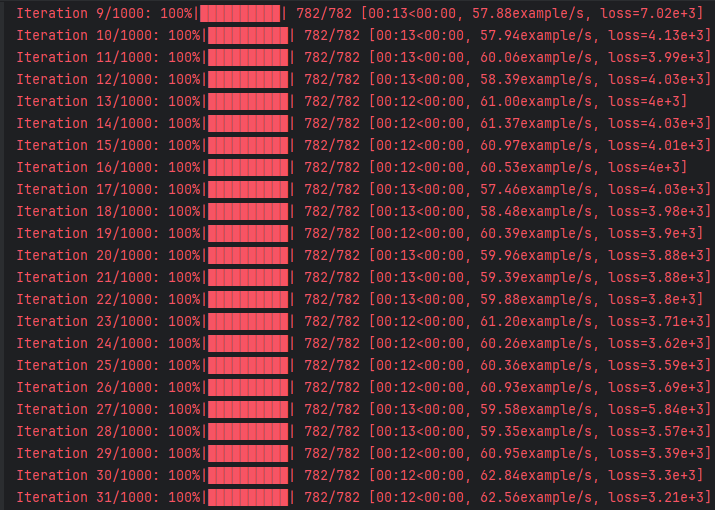 Iteration 9/1000: 100%|██████████| 782/782 [00:13<00:00, 57.88example/s, loss=7.02e+3]
Iteration 10/1000: 100%|██████████| 782/782 [00:13<00:00, 57.94example/s, loss=4.13e+3]
Iteration 11/1000: 100%|██████████| 782/782 [00:13<00:00, 60.06example/s, loss=3.99e+3]
Iteration 12/1000: 100%|██████████| 782/782 [00:13<00:00, 58.39example/s, loss=4.03e+3]
Iteration 13/1000: 100%|██████████| 782/782 [00:12<00:00, 61.00example/s, loss=4e+3]
Iteration 14/1000: 100%|██████████| 782/782 [00:12<00:00, 61.37example/s, loss=4.03e+3]
Iteration 15/1000: 100%|██████████| 782/782 [00:12<00:00, 60.97example/s, loss=4.01e+3]
Iteration 16/1000: 100%|██████████| 782/782 [00:12<00:00, 60.53example/s, loss=4e+3]
Iteration 17/1000: 100%|██████████| 782/782 [00:13<00:00, 57.46example/s, loss=4.03e+3]
Iteration 18/1000: 100%|██████████| 782/782 [00:13<00:00, 58.48example/s, loss=3.98e+3]
Iteration 19/1000: 100%|██████████| 782/782 [00:12<00:00, 60.39example/s, loss=3.9e+3]
Iteration 20/1000: 100%|██████████| 782/782 [00:13<00:00, 59.96example/s, loss=3.88e+3]
Iteration 21/1000: 100%|██████████| 782/782 [00:13<00:00, 59.39example/s, loss=3.88e+3]
Iteration 22/1000: 100%|██████████| 782/782 [00:13<00:00, 59.88example/s, loss=3.8e+3]
Iteration 23/1000: 100%|██████████| 782/782 [00:12<00:00, 61.20example/s, loss=3.71e+3]
Iteration 24/1000: 100%|██████████| 782/782 [00:12<00:00, 60.26example/s, loss=3.62e+3]
Iteration 25/1000: 100%|██████████| 782/782 [00:12<00:00, 60.36example/s, loss=3.59e+3]
Iteration 26/1000: 100%|██████████| 782/782 [00:12<00:00, 60.93example/s, loss=3.69e+3]
Iteration 27/1000: 100%|██████████| 782/782 [00:13<00:00, 59.58example/s, loss=5.84e+3]
Iteration 28/1000: 100%|██████████| 782/782 [00:13<00:00, 59.35example/s, loss=3.57e+3]
Iteration 29/1000: 100%|██████████| 782/782 [00:12<00:00, 60.95example/s, loss=3.39e+3]
Iteration 30/1000: 100%|██████████| 782/782 [00:12<00:00, 62.84example/s, loss=3.3e+3]
Iteration 31/1000: 100%|██████████| 782/782 [00:12<00:00, 62.56example/s, loss=3.21e+3]